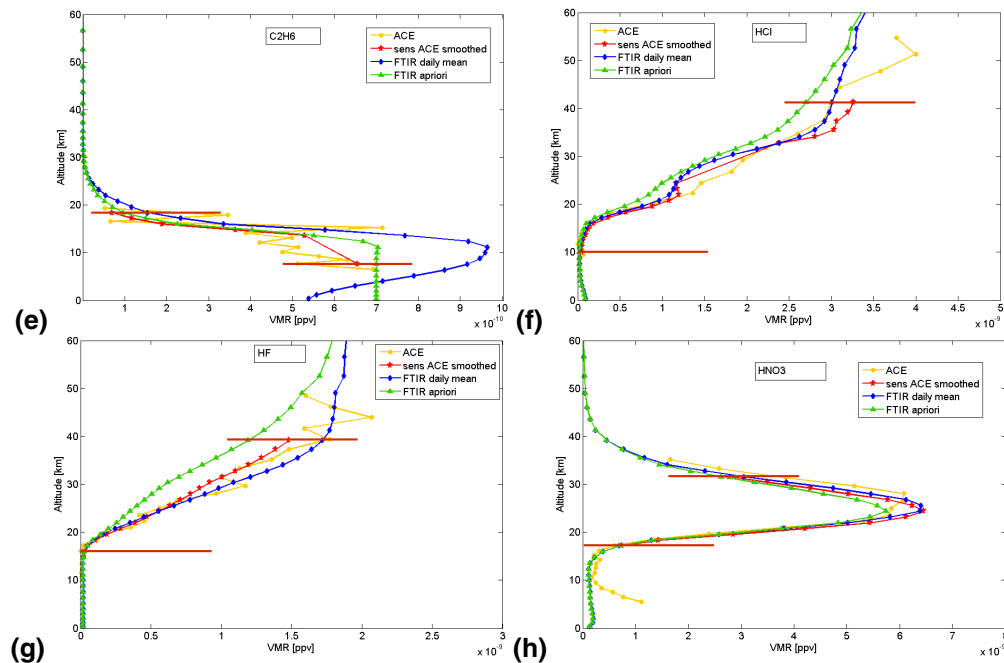 60
50
40
30
20
10
0
Altitude [km]
C2H6
ACE
sens ACE smoothed
FTIR daily mean
FTIR apriori
1 2 3 4 5 6 7 8 9 10
VMR [ppv]
x 10⁻¹⁰
(e)
60
50
40
30
20
10
0
Altitude [km]
HCl
ACE
sens ACE smoothed
FTIR daily mean
FTIR apriori
0 0.5 1 1.5 2 2.5 3 3.5 4 4.5 5
VMR [ppv]
x 10⁻⁹
(f)
60
50
40
30
20
10
0
Altitude [km]
HF
ACE
sens ACE smoothed
FTIR daily mean
FTIR apriori
0 0.5 1 1.5 2 2.5 3
VMR [ppv]
x 10⁻⁹
(g)
60
50
40
30
20
10
0
Altitude [km]
HNO3
ACE
sens ACE smoothed
FTIR daily mean
FTIR apriori
0 1 2 3 4 5 6 7 8
VMR [ppv]
x 10⁻⁹
(h)